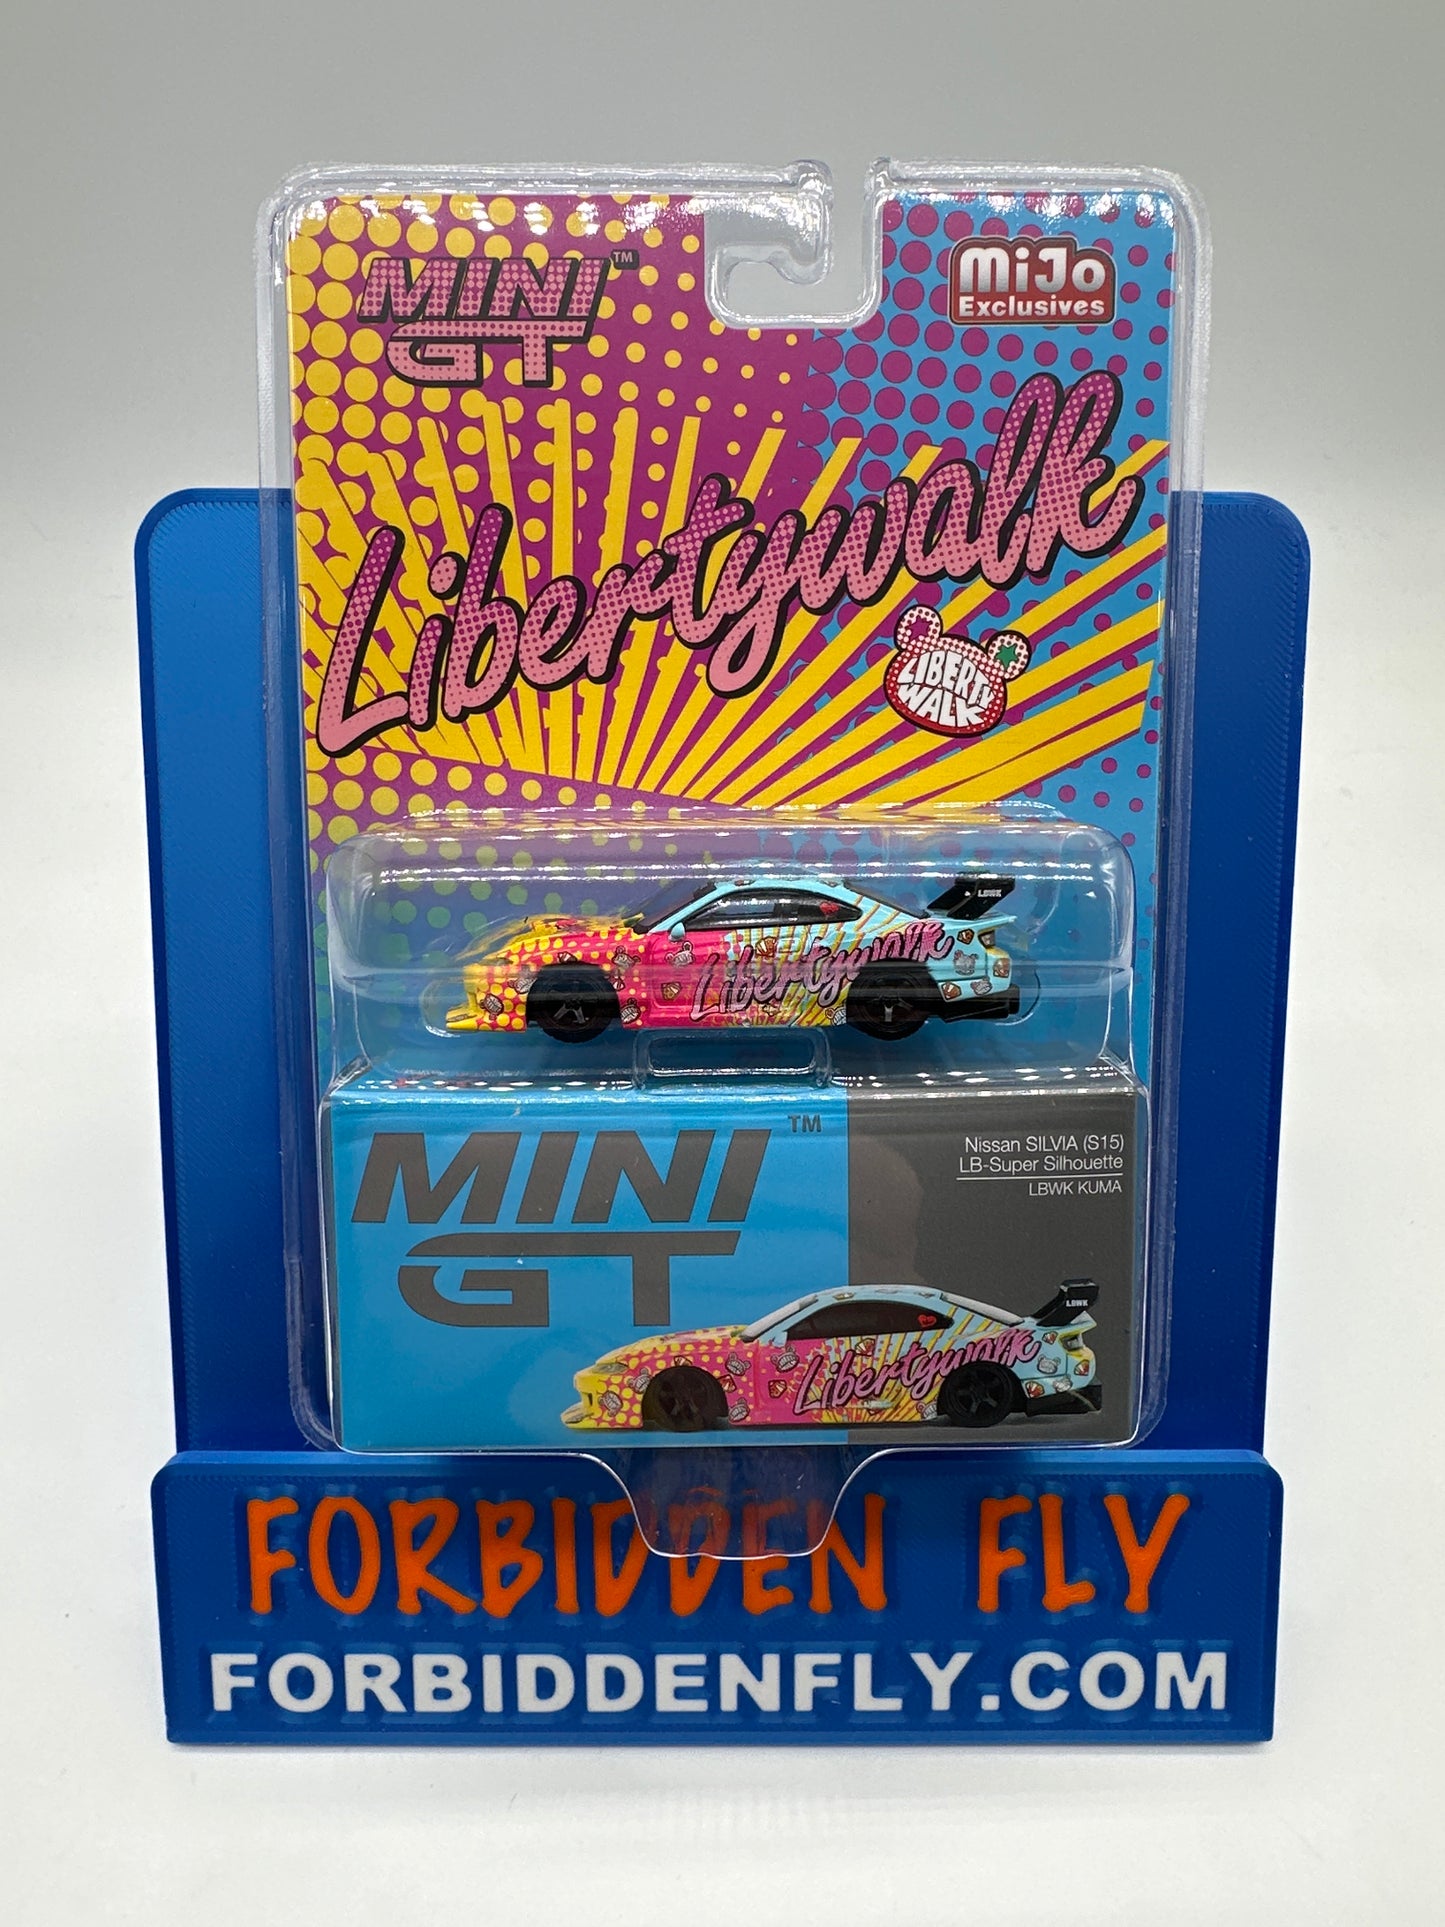 MINI GT™
MiJo
Exclusives
Libertywalk
LIBERTY
WALK
LBWK
Libertywalk
MINI GT™
Nissan SILVIA (S15)
LB-Super Silhouette
LBWK KUMA
LBWK
Libertywalk
FORBIDDEN FLY
FORBIDDENFLY.COM